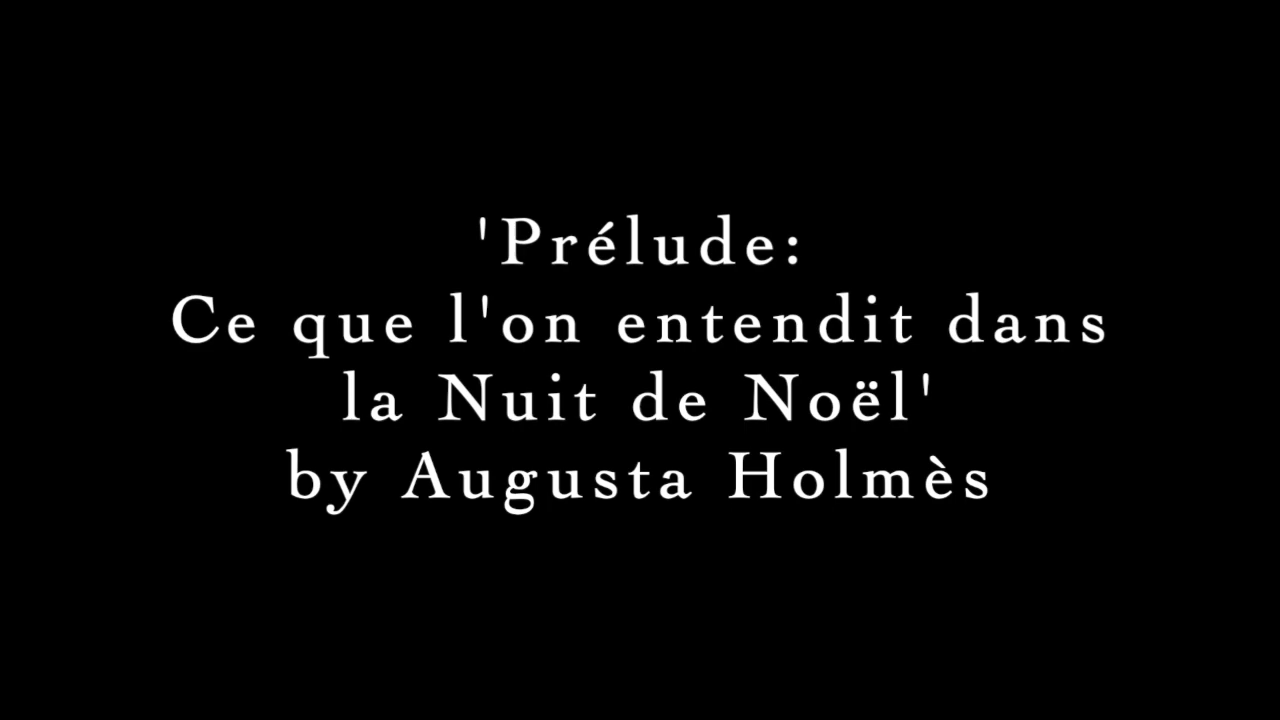 'Prélude:
Ce que l'on entendit dans
la Nuit de Noël'
by Augusta Holmès